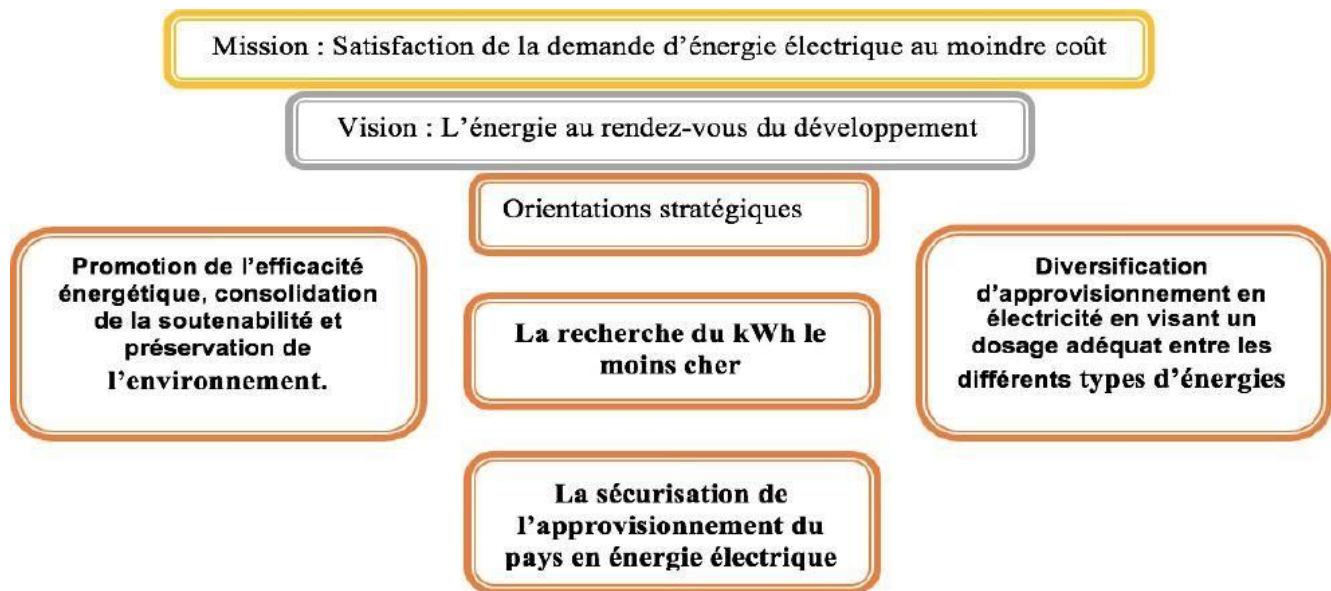 Mission : Satisfaction de la demande d’énergie électrique au moindre coût
Vision : L’énergie au rendez-vous du développement
Orientations stratégiques
Promotion de l’efficacité
énergétique, consolidation
de la soutenabilité et
préservation de
l’environnement.
La recherche du kWh le
moins cher
Diversification
d’approvisionnement en
électricité en visant un
dosage adéquat entre les
différents types d’énergies
La sécurisation de
l’approvisionnement du
pays en énergie électrique